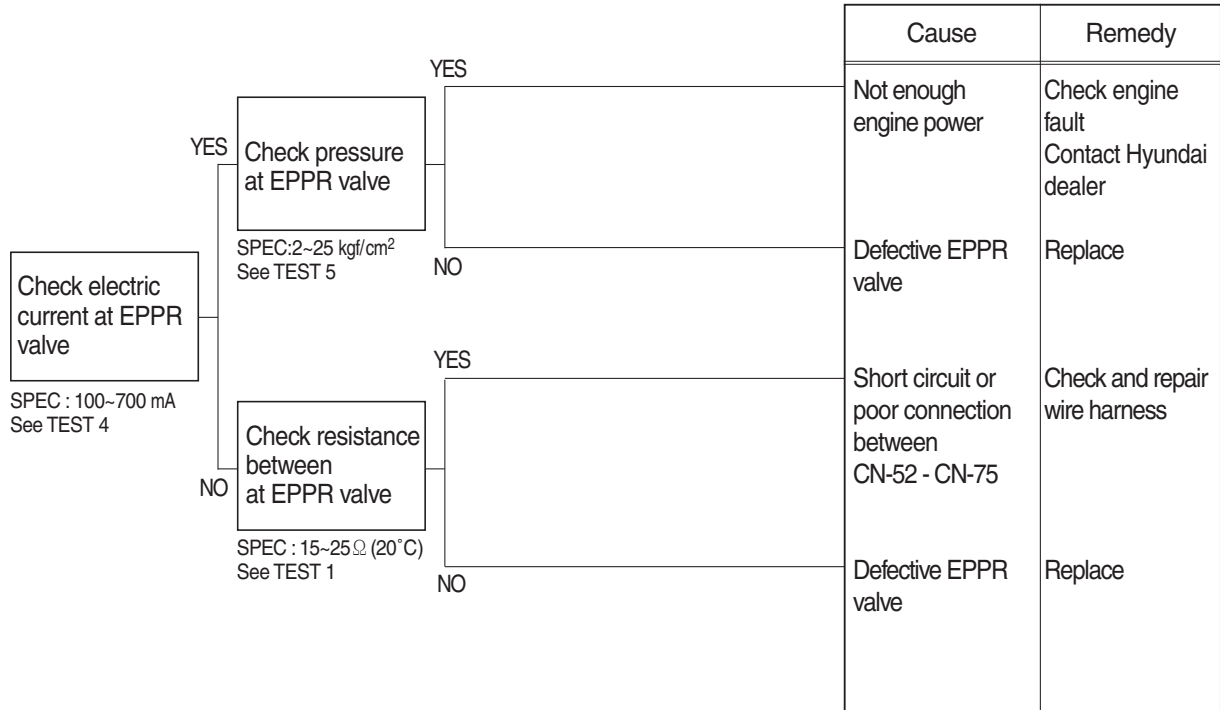 Cause
Remedy
YES
Not enough
engine power
Check engine
fault
Contact Hyundai
dealer
YES
Check pressure
at EPPR valve
SPEC:2~25 kgf/cm²
See TEST 5
NO
Defective EPPR
valve
Replace
Check electric
current at EPPR
valve
SPEC : 100~700 mA
See TEST 4
YES
Short circuit or
poor connection
between
CN-52 - CN-75
Check and repair
wire harness
NO
Check resistance
between
at EPPR valve
SPEC : 15~25Ω (20˚C)
See TEST 1
NO
Defective EPPR
valve
Replace